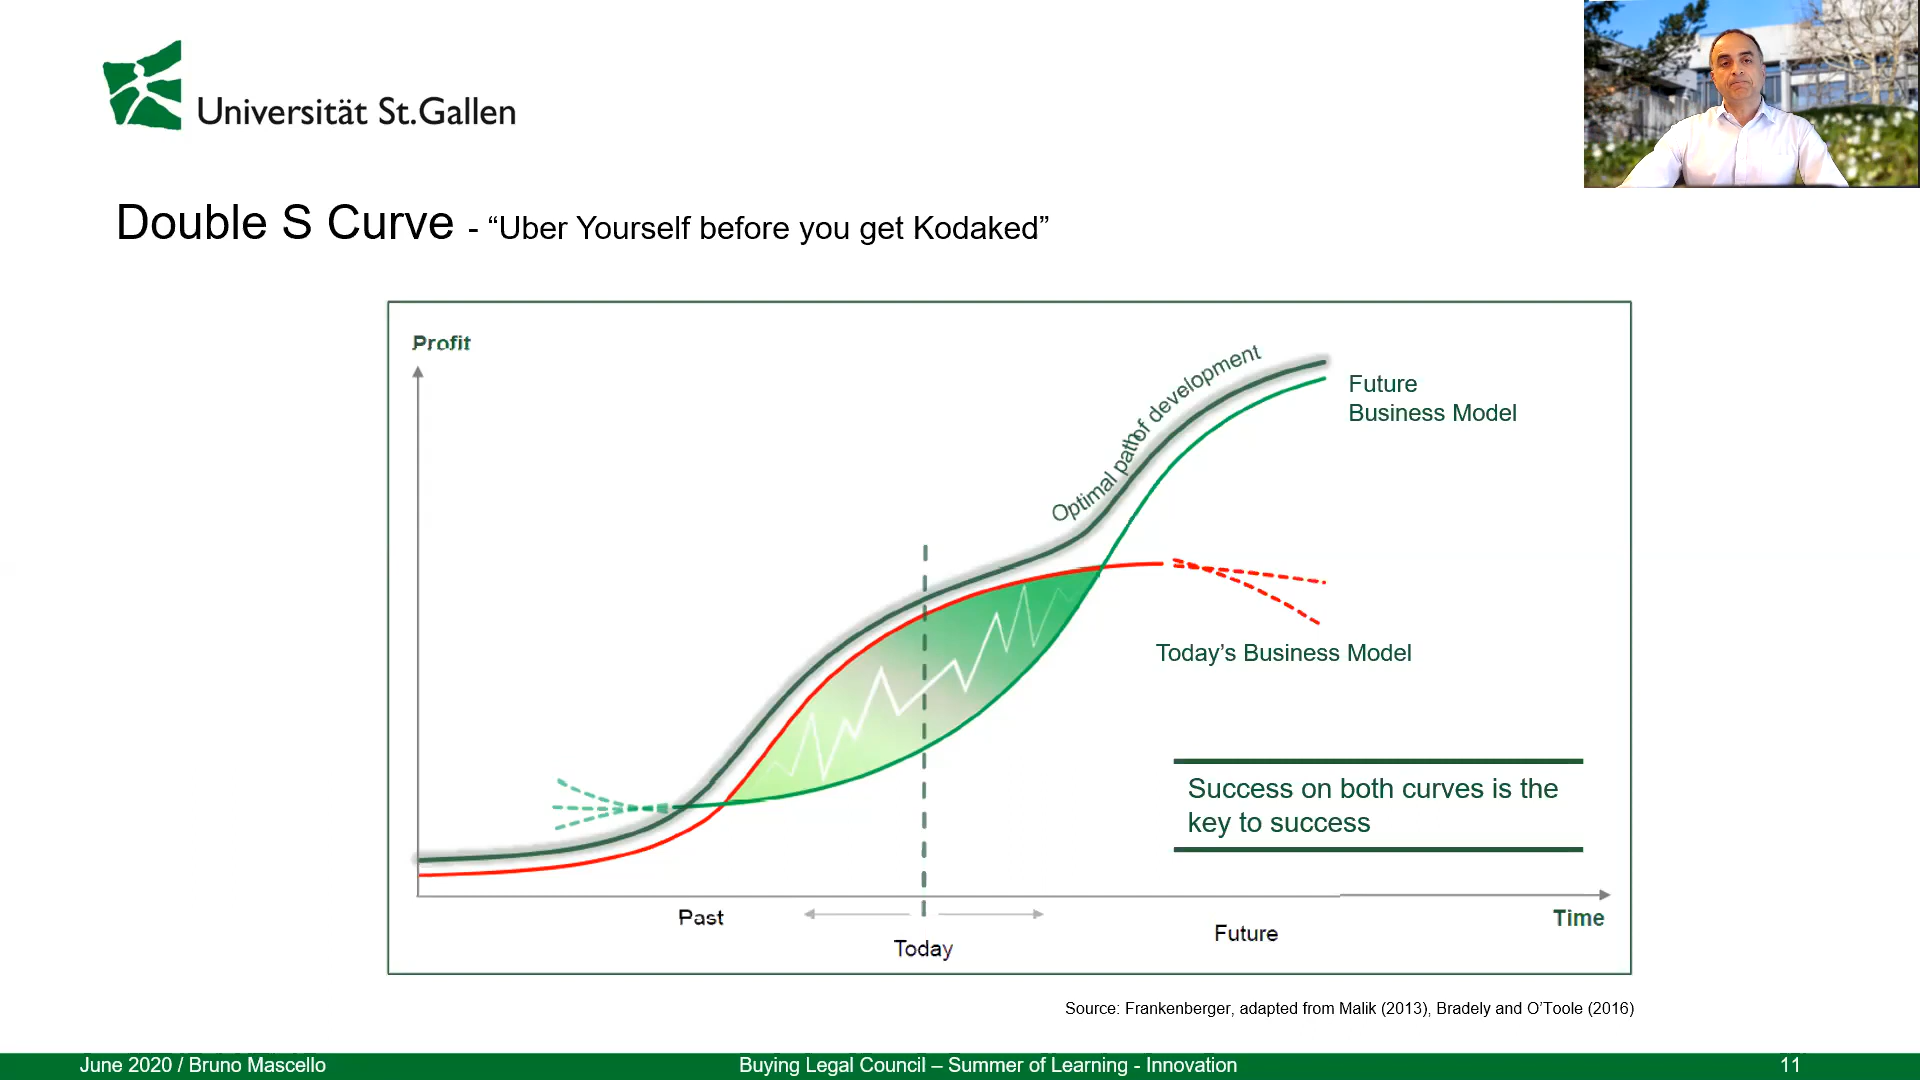 Universität St.Gallen
Double S Curve - “Uber Yourself before you get Kodaked”
Profit
Optimal path of development
Future
Business Model
Today’s Business Model
Success on both curves is the
key to success
Past
Today
Future
Time
Source: Frankenberger, adapted from Malik (2013), Bradely and O’Toole (2016)
June 2020 / Bruno Mascello
Buying Legal Council – Summer of Learning - Innovation
11